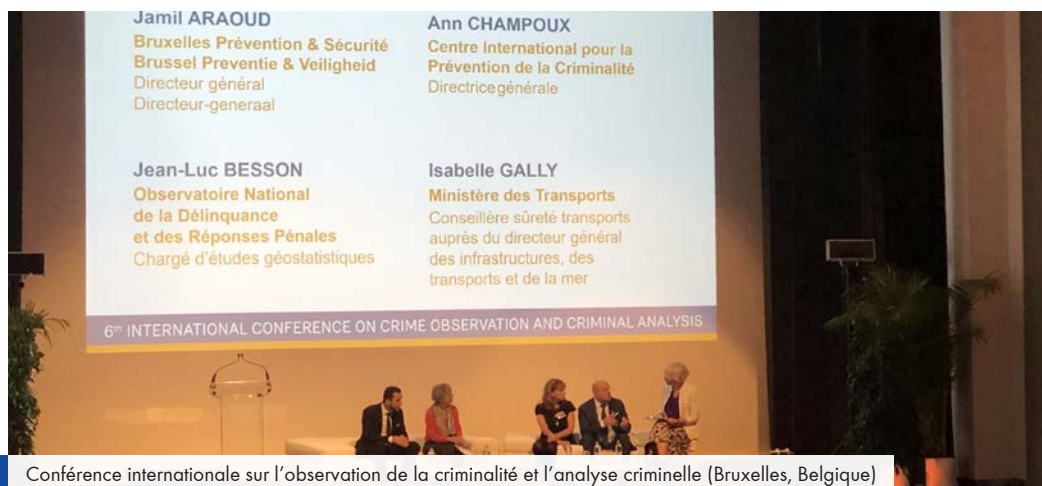 Jamil ARAOUD
Bruxelles Prévention & Sécurité
Brussel Preventie & Veiligheid
Directeur général
Directeur-generaal
Ann CHAMPOUX
Centre International pour la
Prévention de la Criminalité
Directrice générale
Jean-Luc BESSON
Observatoire National
de la Délinquance
et des Réponses Pénales
Chargé d'études géostatistiques
Isabelle GALLY
Ministère des Transports
Conseillère sûreté transports
auprès du directeur général
des infrastructures, des
transports et de la mer
6th INTERNATIONAL CONFERENCE ON CRIME OBSERVATION AND CRIMINAL ANALYSIS
Conférence internationale sur l'observation de la criminalité et l'analyse criminelle (Bruxelles, Belgique)